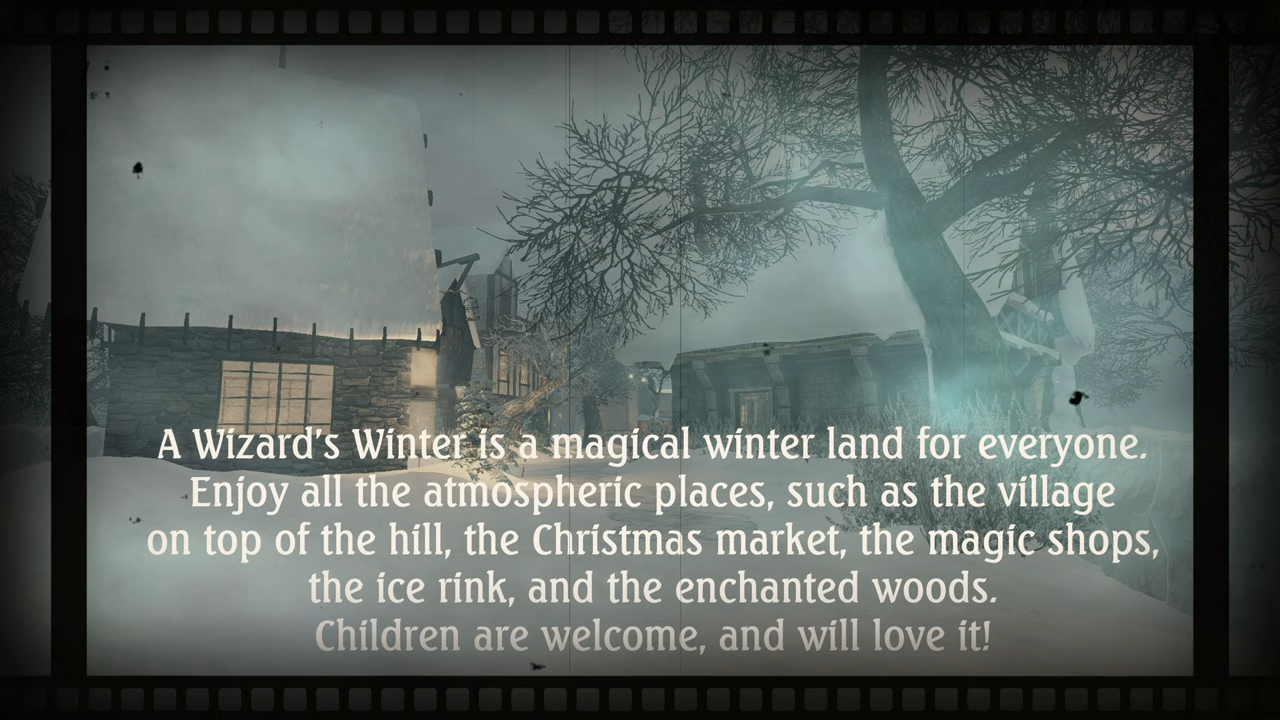 A Wizard's Winter is a magical winter land for everyone.
Enjoy all the atmospheric places, such as the village
on top of the hill, the Christmas market, the magic shops,
the ice rink, and the enchanted woods.
Children are welcome, and will love it!